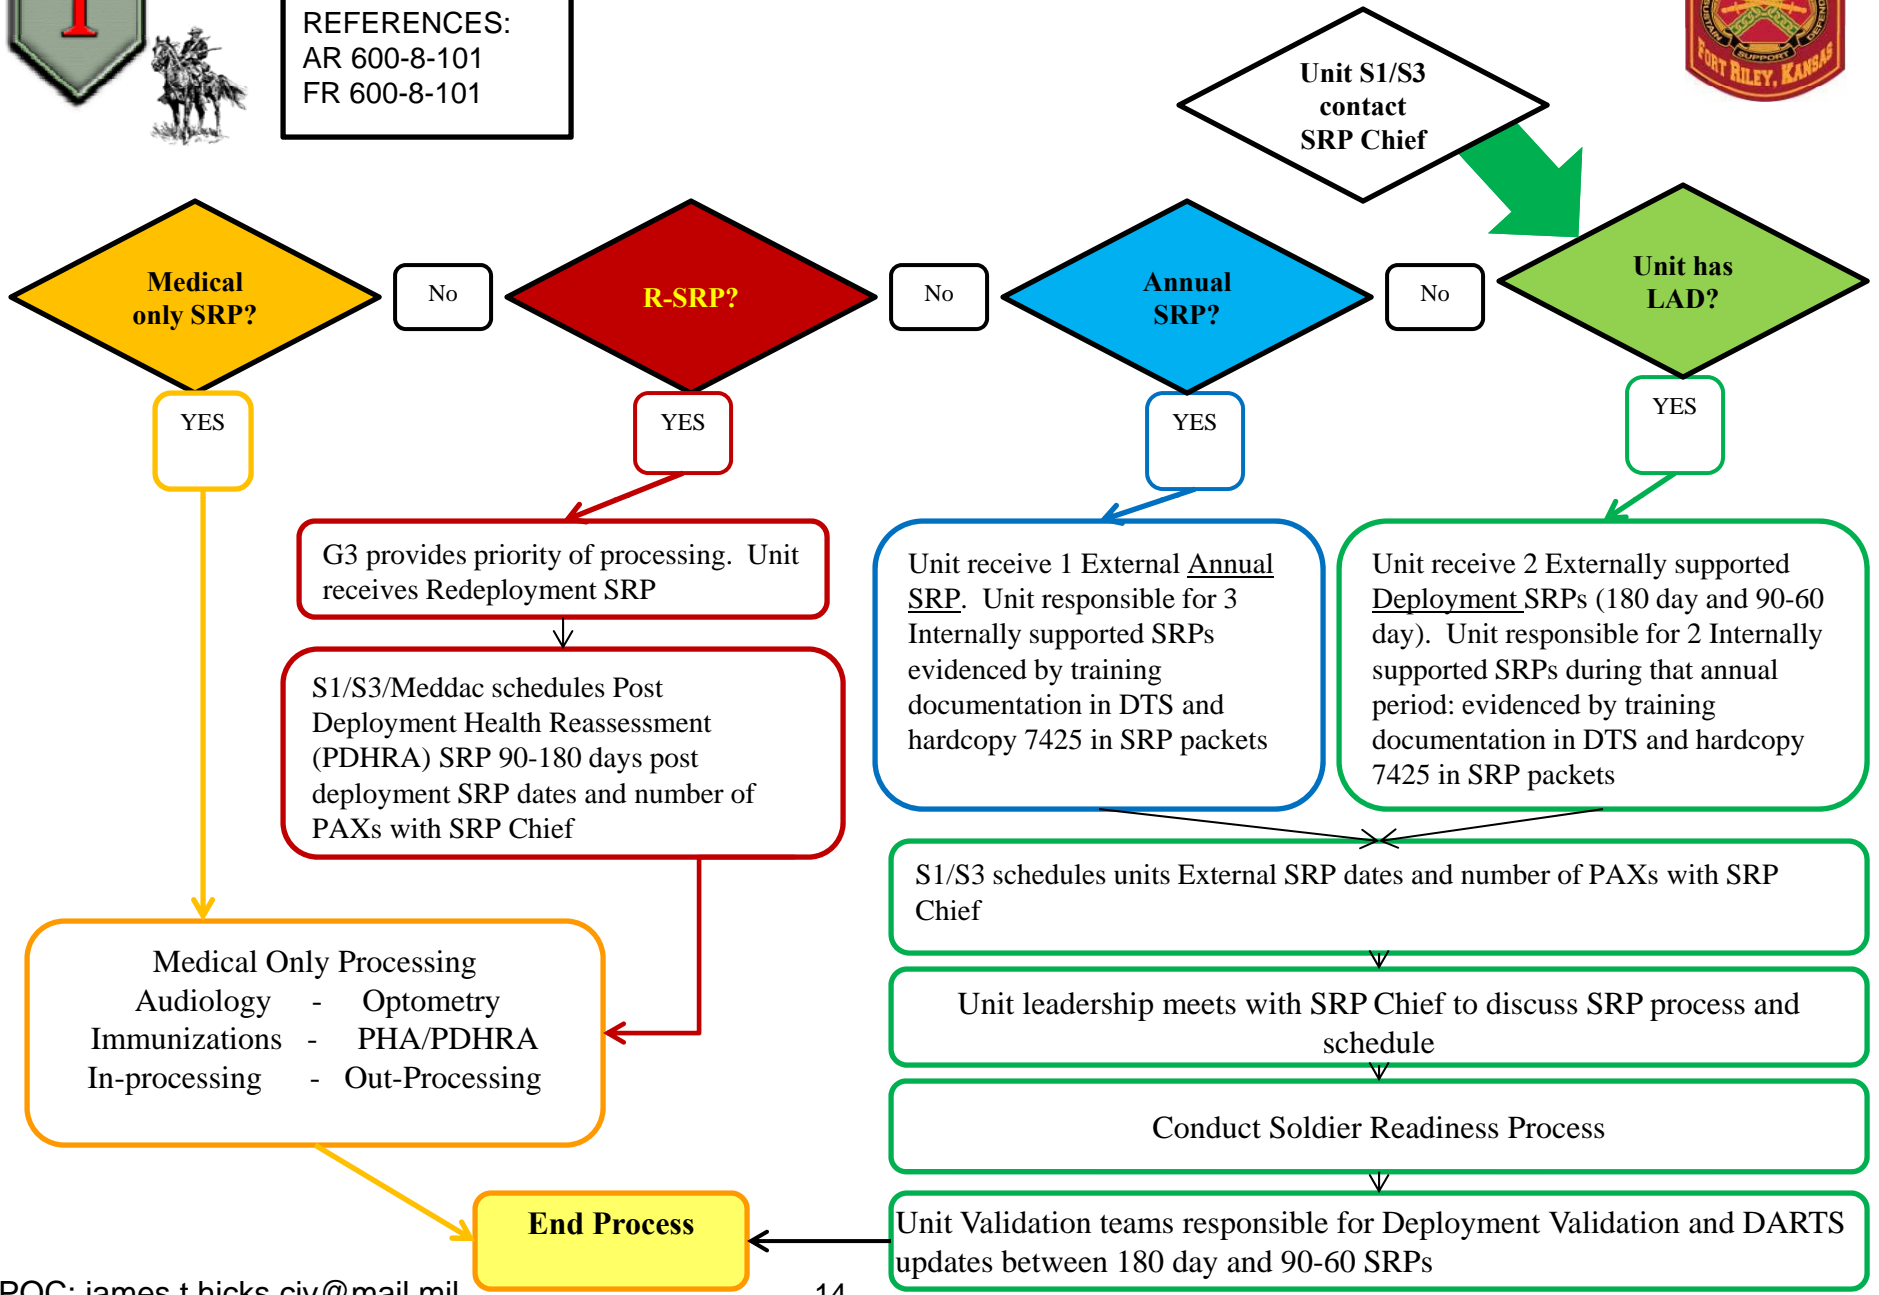 1
REFERENCES:
AR 600-8-101
FR 600-8-101
SUSTAIN SUPPORT DEFEND
FORT RILEY, KANSAS
Unit S1/S3
contact
SRP Chief
Medical
only SRP?
No
R-SRP?
No
Annual
SRP?
No
Unit has
LAD?
YES
YES
YES
YES
G3 provides priority of processing. Unit
receives Redeployment SRP
S1/S3/Meddac schedules Post
Deployment Health Reassessment
(PDHRA) SRP 90-180 days post
deployment SRP dates and number of
PAXs with SRP Chief
Unit receive 1 External Annual
SRP. Unit responsible for 3
Internally supported SRPs
evidenced by training
documentation in DTS and
hardcopy 7425 in SRP packets
Unit receive 2 Externally supported
Deployment SRPs (180 day and 90-60
day). Unit responsible for 2 Internally
supported SRPs during that annual
period: evidenced by training
documentation in DTS and hardcopy
7425 in SRP packets
S1/S3 schedules units External SRP dates and number of PAXs with SRP
Chief
Medical Only Processing
Audiology - Optometry
Immunizations - PHA/PDHRA
In-processing - Out-Processing
Unit leadership meets with SRP Chief to discuss SRP process and
schedule
Conduct Soldier Readiness Process
End Process
Unit Validation teams responsible for Deployment Validation and DARTS
updates between 180 day and 90-60 SRPs
POC: james.t.hicks.civ@mail.mil
14